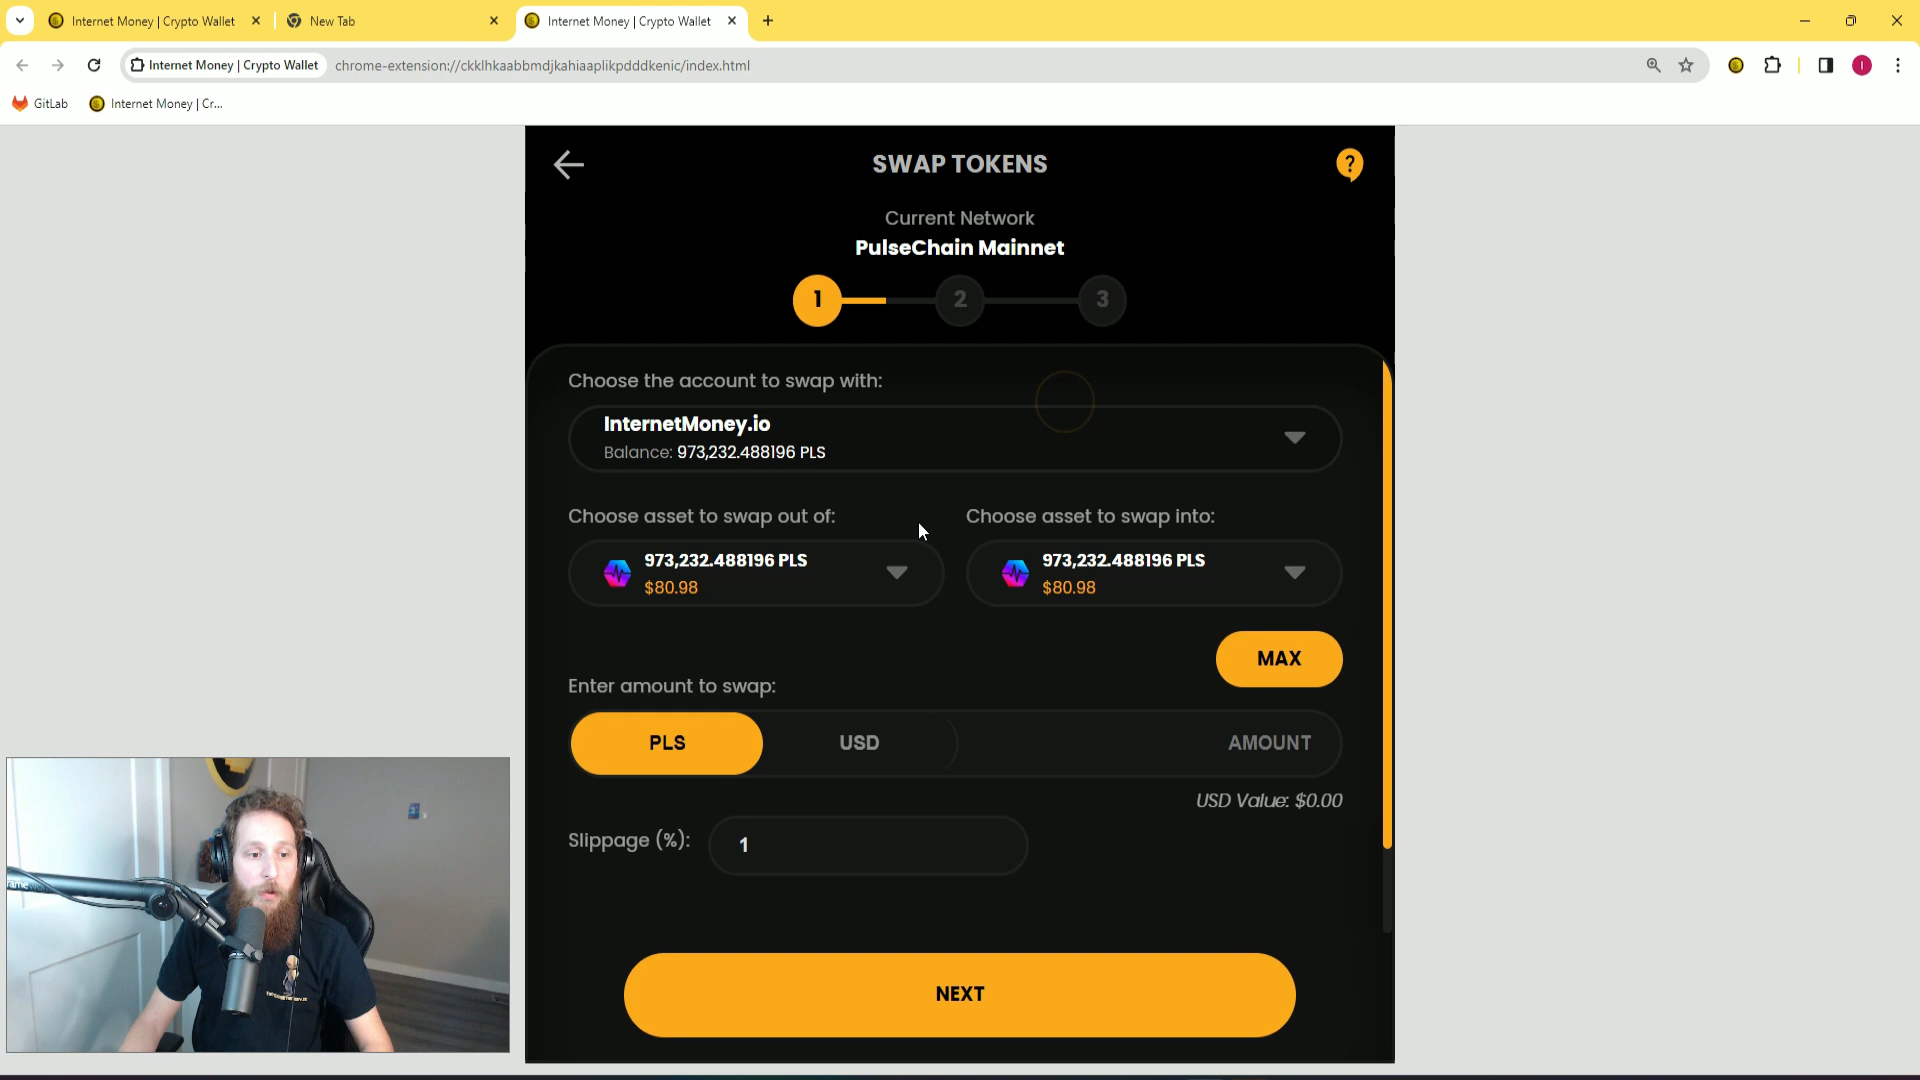 Internet Money | Crypto Wallet
New Tab
Internet Money | Crypto Wallet
Internet Money | Crypto Wallet
chrome-extension://ckklhkaabbmdjkahiaaplikpdddkenic/index.html
I
GitLab
Internet Money | Cr...
SWAP TOKENS
?
Current Network
PulseChain Mainnet
1
2
3
Choose the account to swap with:
InternetMoney.io
Balance: 973,232.488196 PLS
Choose asset to swap out of:
Choose asset to swap into:
973,232.488196 PLS
$80.98
973,232.488196 PLS
$80.98
MAX
Enter amount to swap:
PLS
USD
AMOUNT
USD Value: $0.00
Slippage (%):
1
NEXT